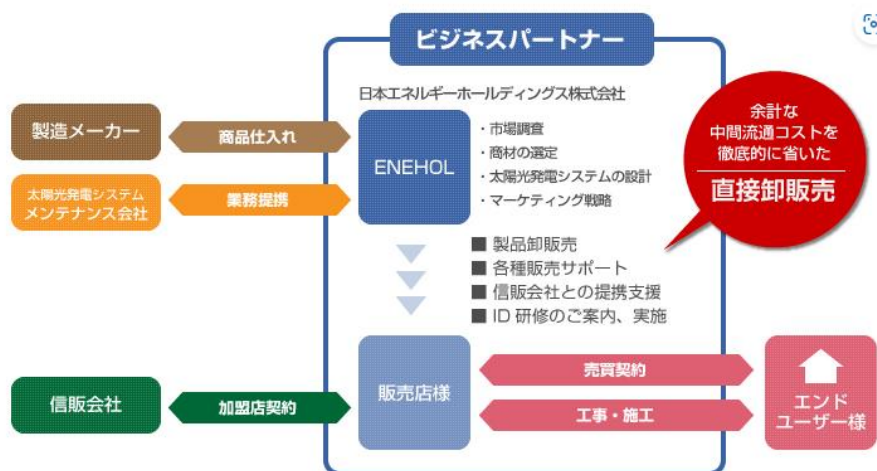 ビジネスパートナー
日本エネルギーホールディングス株式会社
製造メーカー
商品仕入れ
ENEHOL
・市場調査
・商材の選定
・太陽光発電システムの設計
・マーケティング戦略
余計な
中間流通コストを
徹底的に省いた
直接卸販売
太陽光発電システム
メンテナンス会社
業務提携
■ 製品卸販売
■ 各種販売サポート
■ 信販会社との提携支援
■ ID 研修のご案内、実施
信販会社
加盟店契約
販売店様
売買契約
工事・施工
エンド
ユーザー様